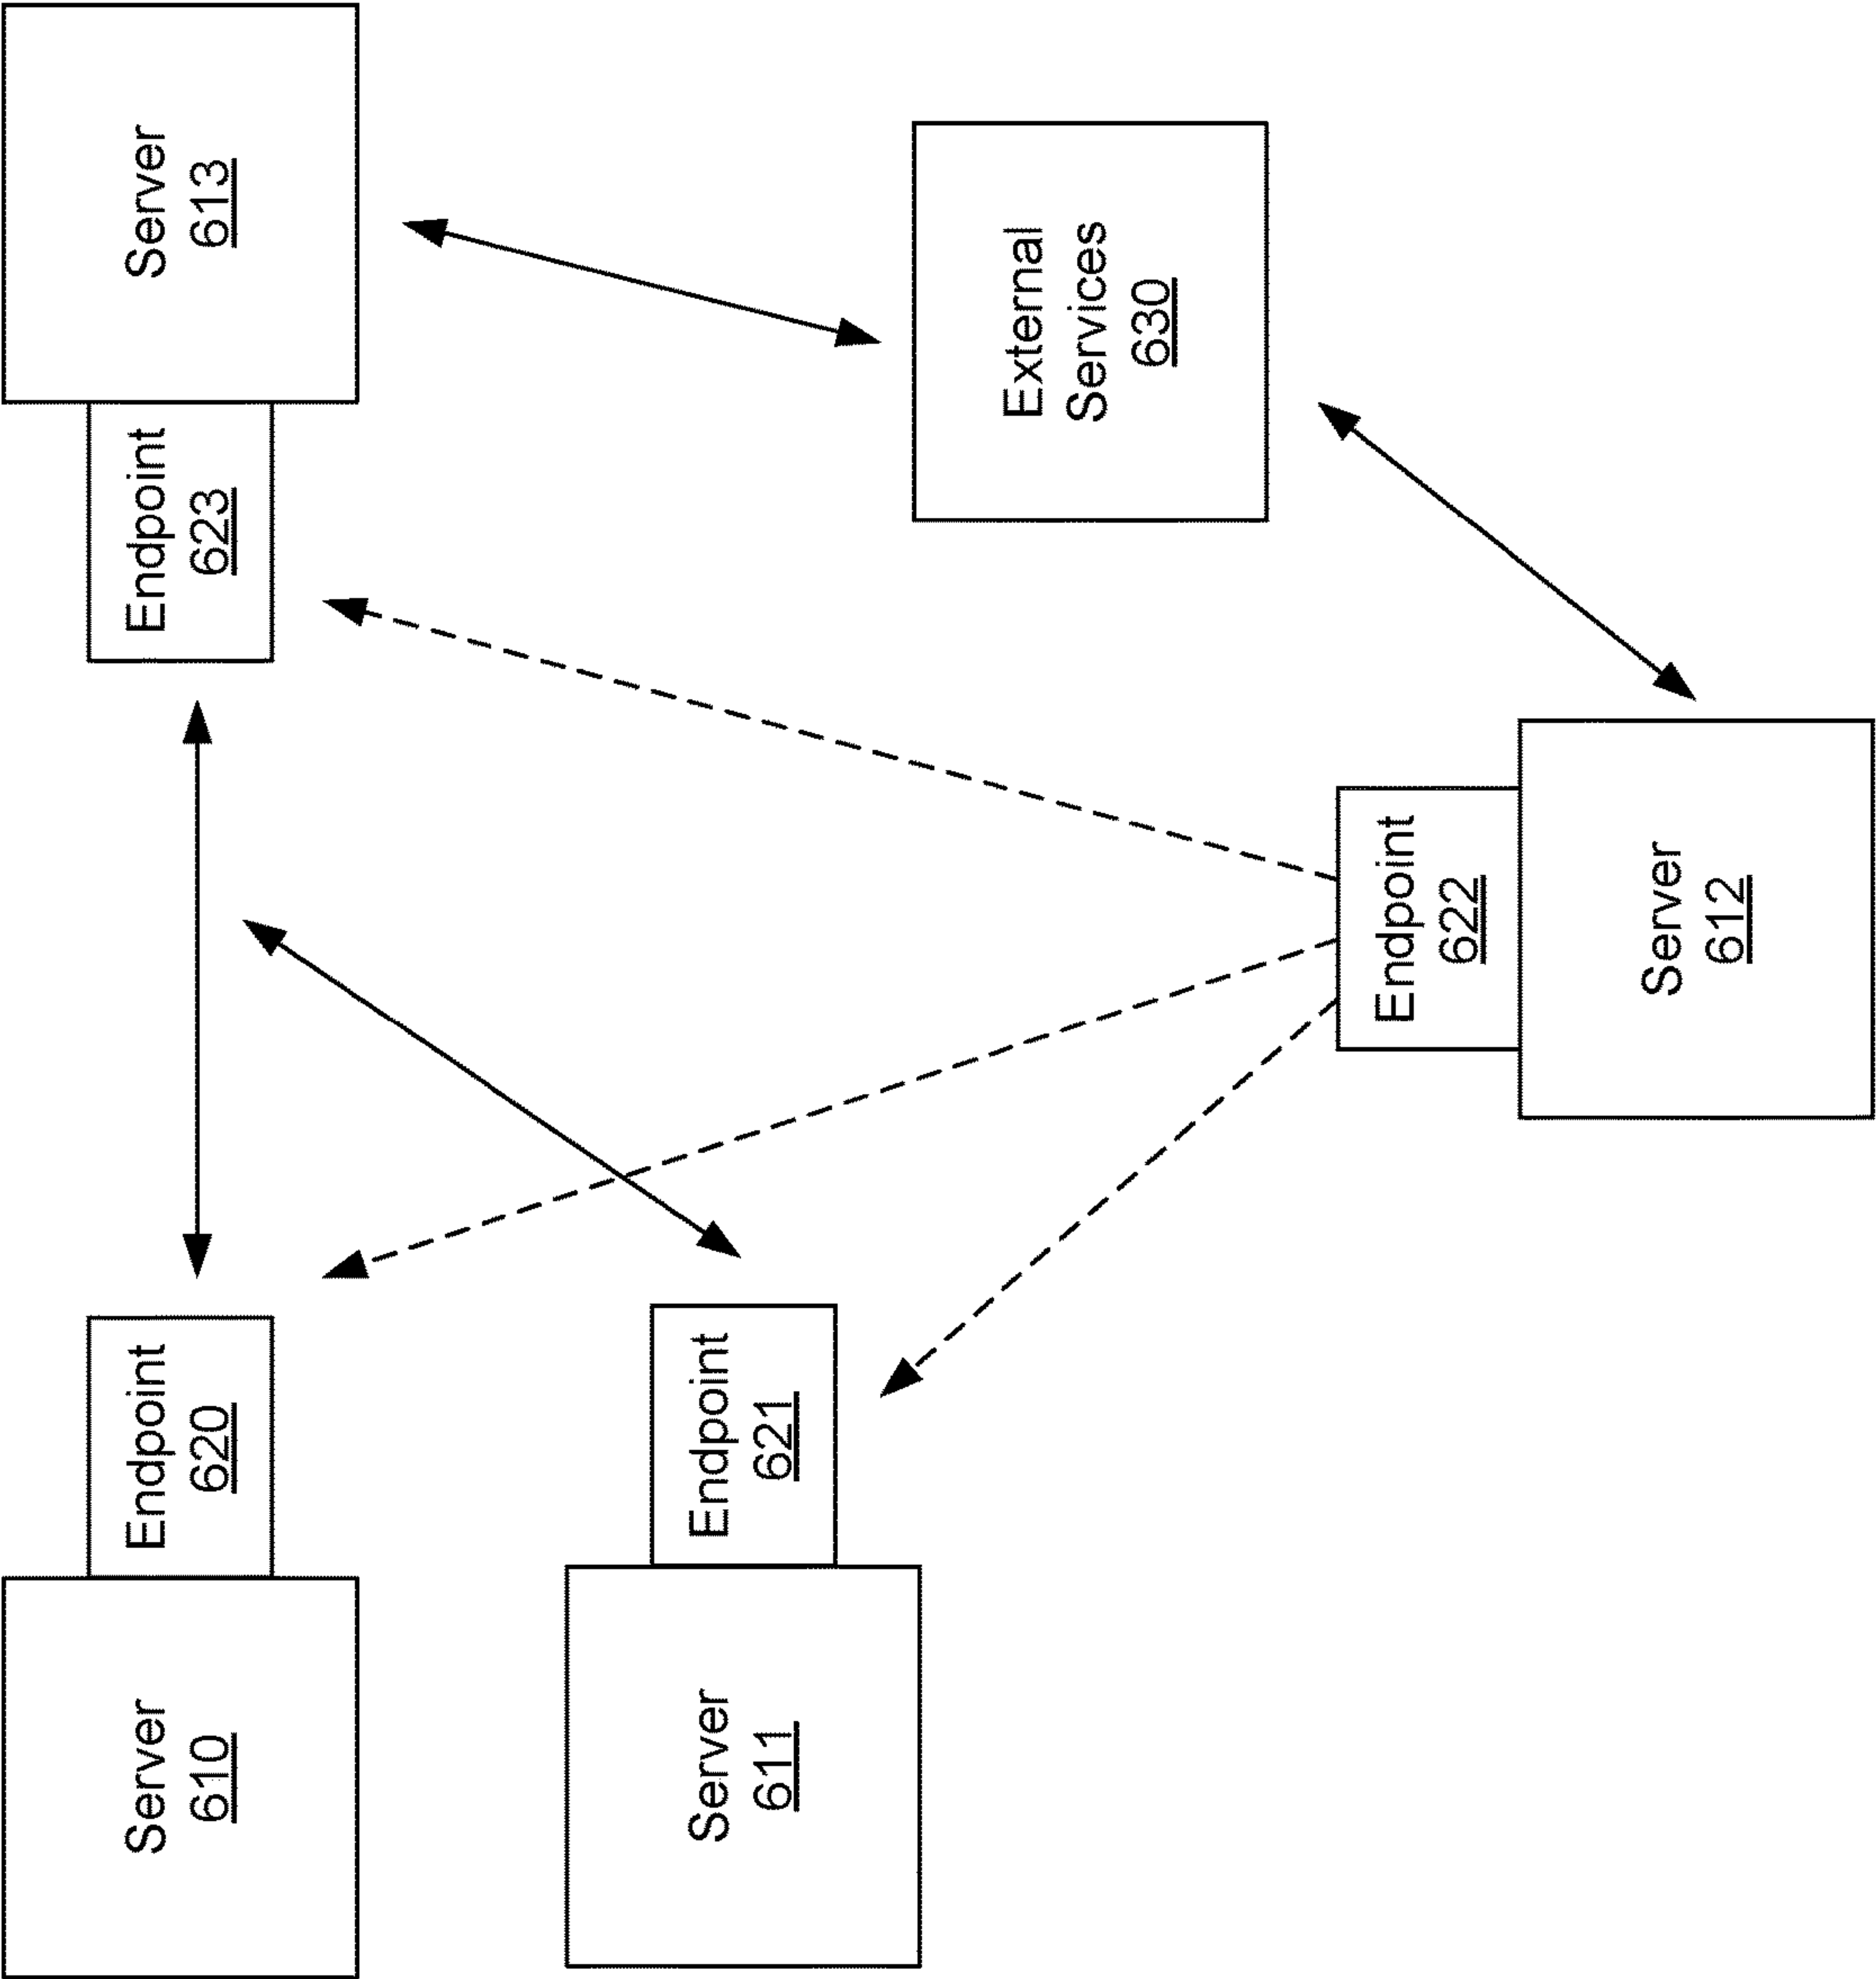 Server
610
Endpoint
620
Endpoint
623
Server
613
Server
611
Endpoint
621
External
Services
630
Endpoint
622
Server
612